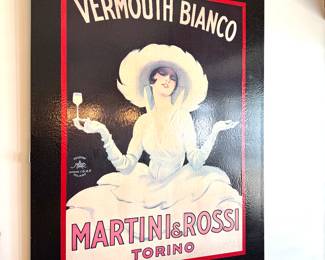 VERMOUTH BIANCO
MARTINI & ROSSI
TORINO